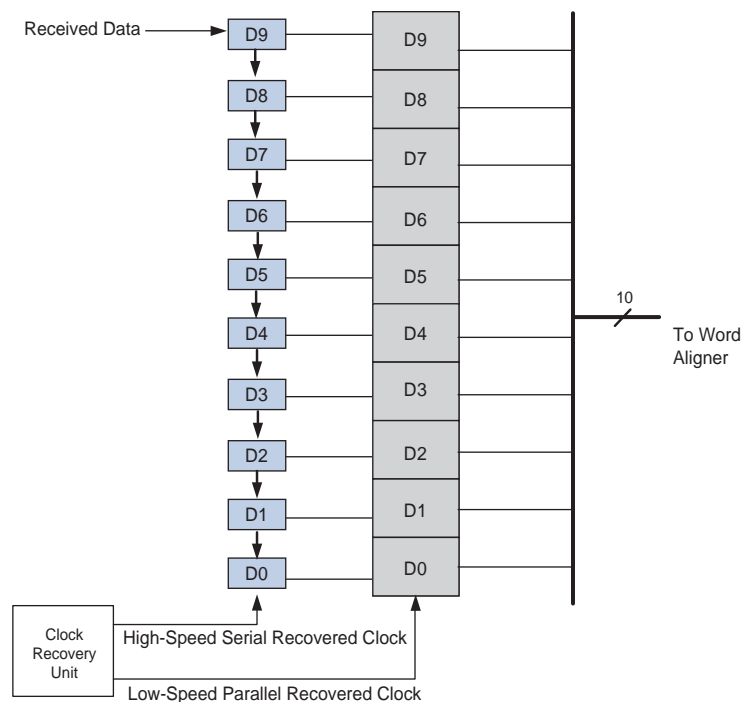 Received Data
D9
D9
D8
D8
D7
D7
D6
D6
D5
D5
10
D4
D4
To Word
Aligner
D3
D3
D2
D2
D1
D1
D0
D0
Clock
Recovery
Unit
High-Speed Serial Recovered Clock
Low-Speed Parallel Recovered Clock